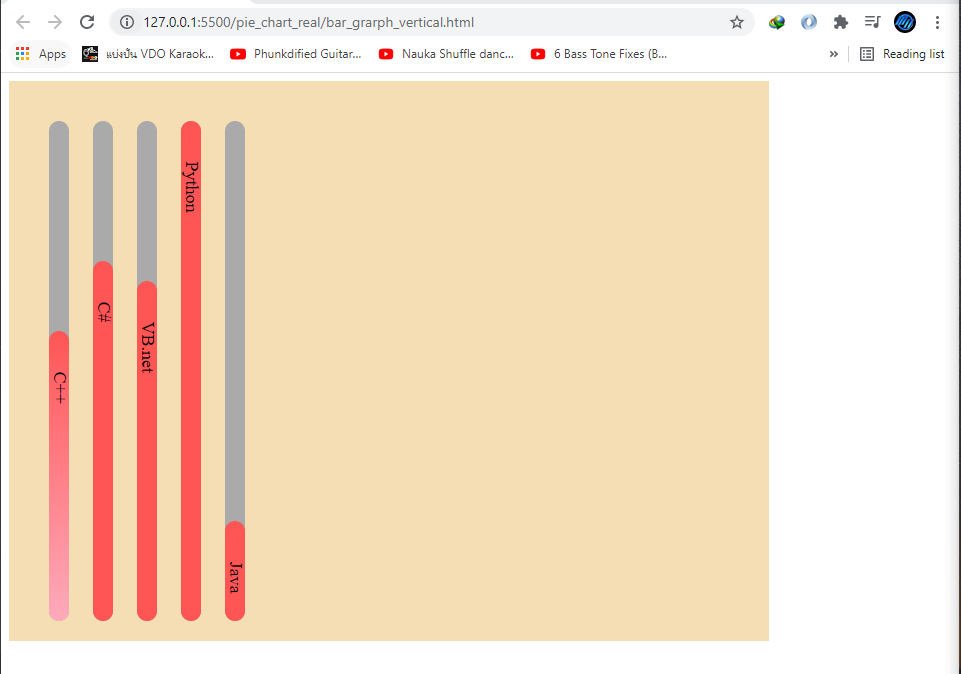 127.0.0.1:5500/pie_chart_real/bar_grarph_vertical.html
Apps
แบ่งปัน VDO Karaok...
Phunkdified Guitar...
Nauka Shuffle danc...
6 Bass Tone Fixes (B...
»
Reading list
C++
C#
VB.net
Python
Java